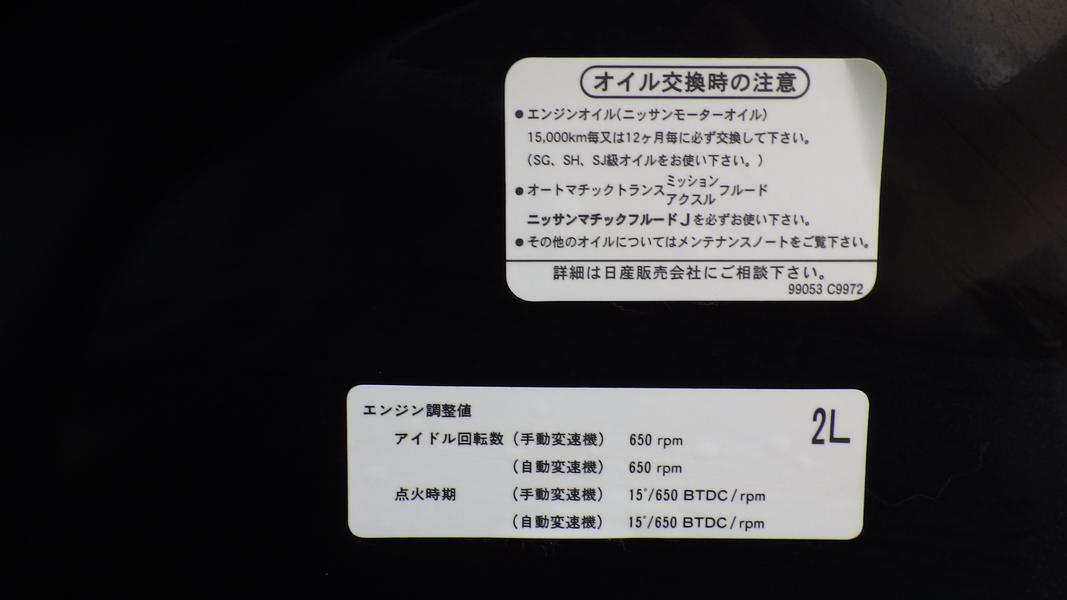 オイル交換時の注意
●エンジンオイル(ニッサンモーターオイル)
15,000km毎又は12ヶ月毎に必ず交換して下さい。
(SG、SH、SJ級オイルをお使い下さい。)
●オートマチックトランスミッション
アクスルフルード
ニッサンマチックフルードJを必ずお使い下さい。
●その他のオイルについてはメンテナンスノートをご覧下さい。
詳細は日産販売会社にご相談下さい。
99053 C9972
エンジン調整値 2L
アイドル回転数(手動変速機) 650 rpm
(自動変速機) 650 rpm
点火時期 (手動変速機) 15°/650 BTDC/rpm
(自動変速機) 15°/650 BTDC/rpm